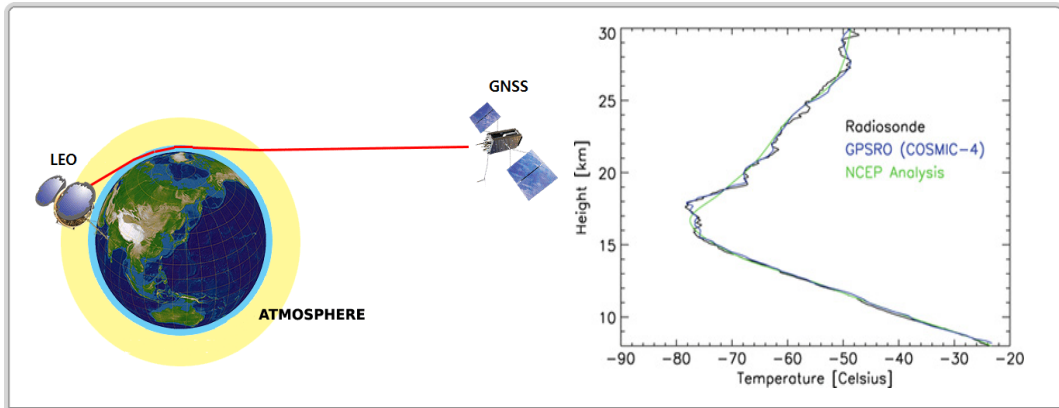 GNSS
LEO
ATMOSPHERE
30
25
20
15
10
Height [km]
Radiosonde
GPSRO (COSMIC-4)
NCEP Analysis
-90 -80 -70 -60 -50 -40 -30 -20
Temperature [Celsius]